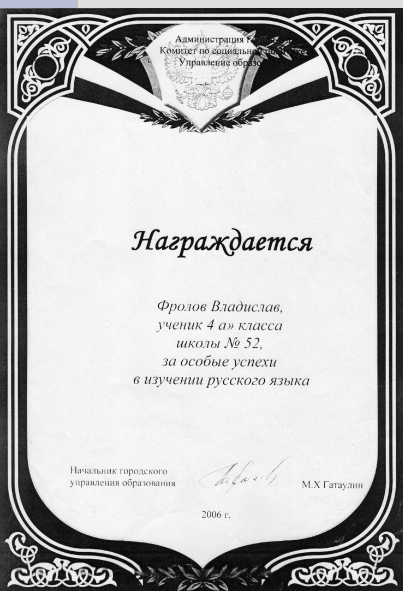 Администрация
Комитет по социальной
Управление
Награждается
Фролов Владислав,
ученик 4 а» класса
школы № 52,
за особые успехи
в изучении русского языка
Начальник городского
управления образования
М.Х Гатаулин
2006 г.